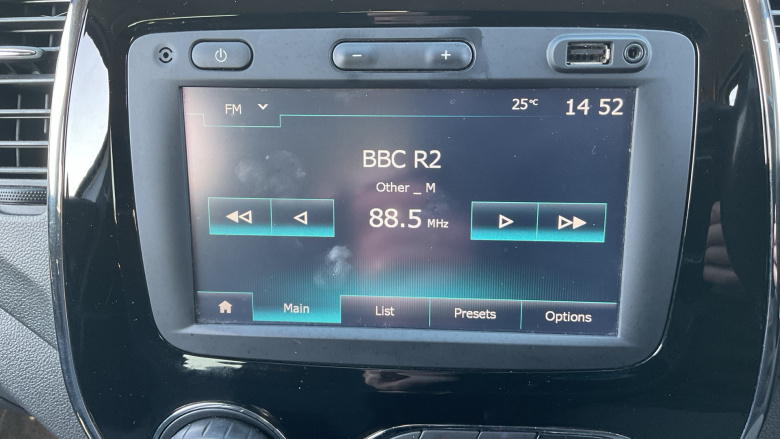 FM 25°C 14 52
BBC R2
Other _ M
88.5 MHz
Main List Presets Options